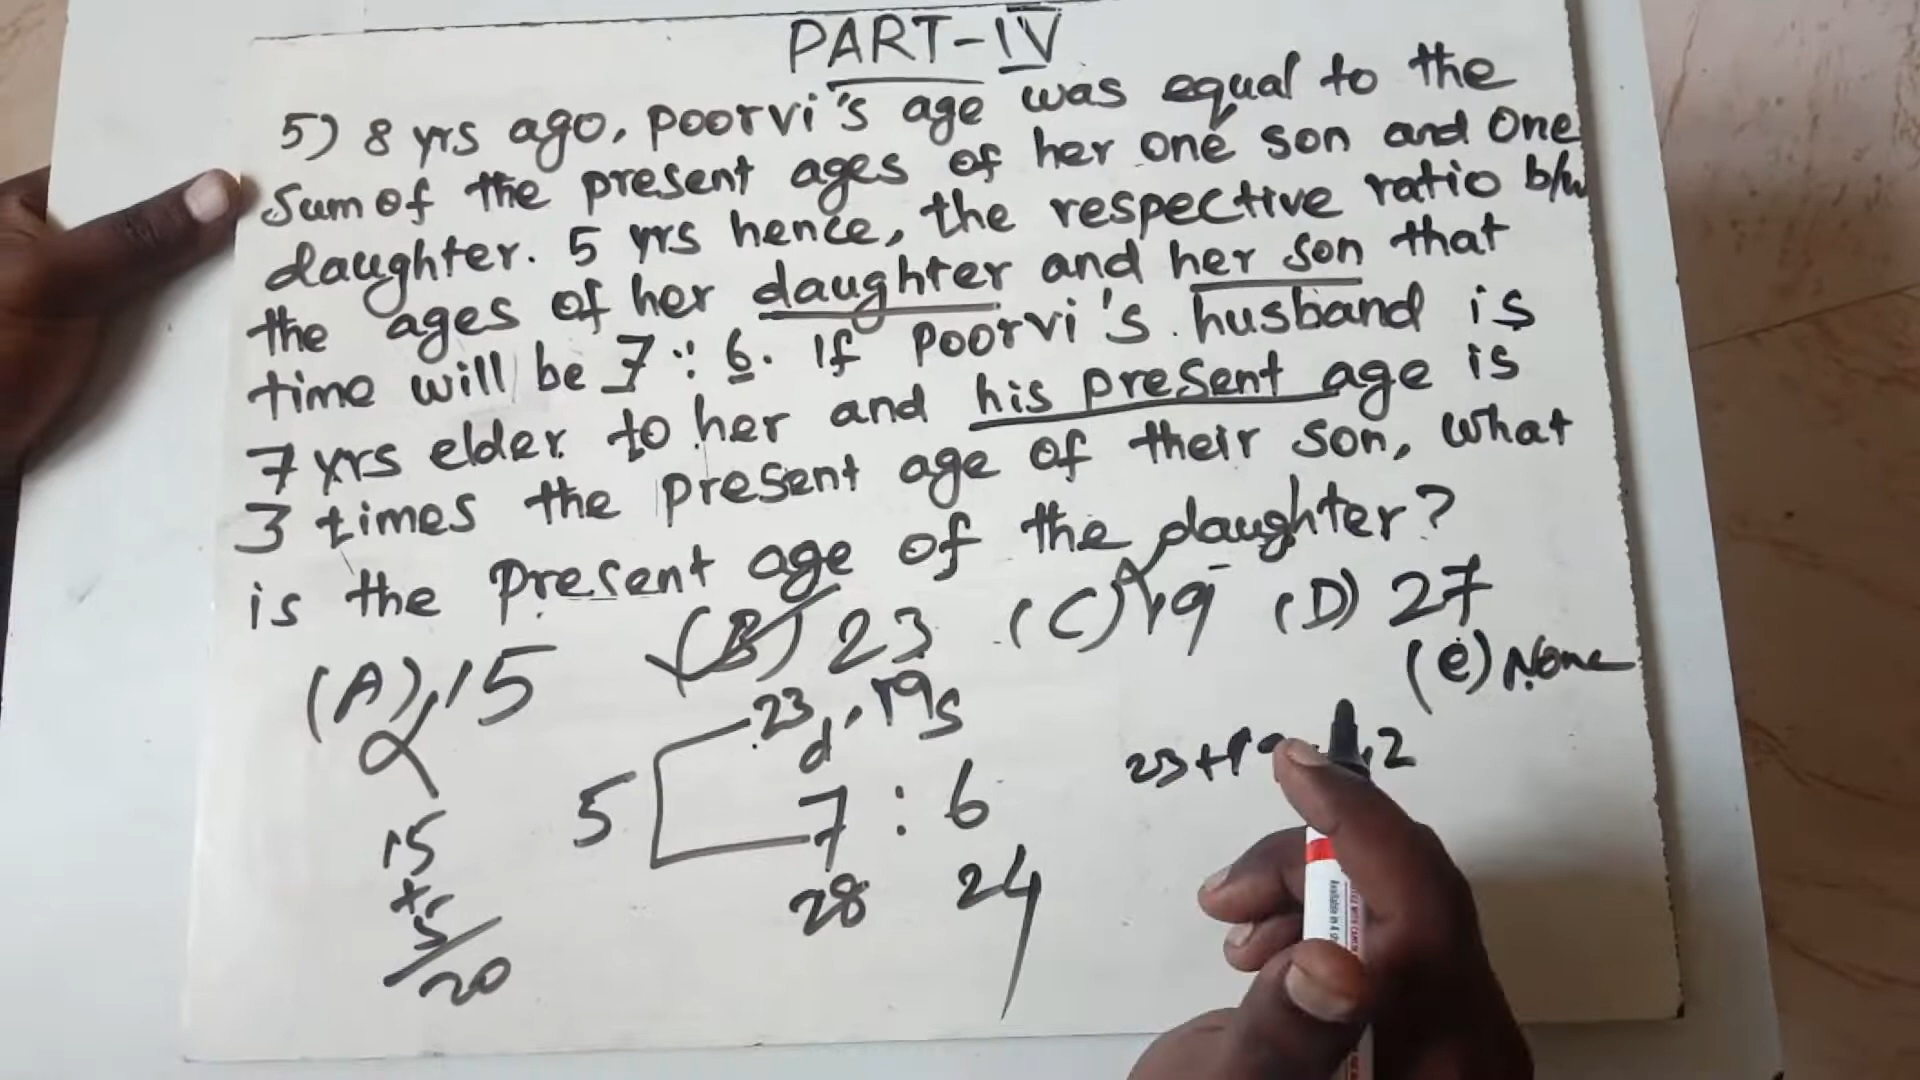 PART-IV
5) 8 yrs ago, poorvi's age was equal to the
sum of the present ages of her one son and one
daughter. 5 yrs hence, the respective ratio b/w
the ages of her daughter and her son that
time will be 7 : 6. If poorvi's husband is
7 yrs elder to her and his present age is
3 times the present age of their son, what
is the present age of the daughter?
(A) 15 (B) 23 (C) 19 (D) 27
(e) None
23 19
d s
5 7 : 6
28 24
15
+5
20